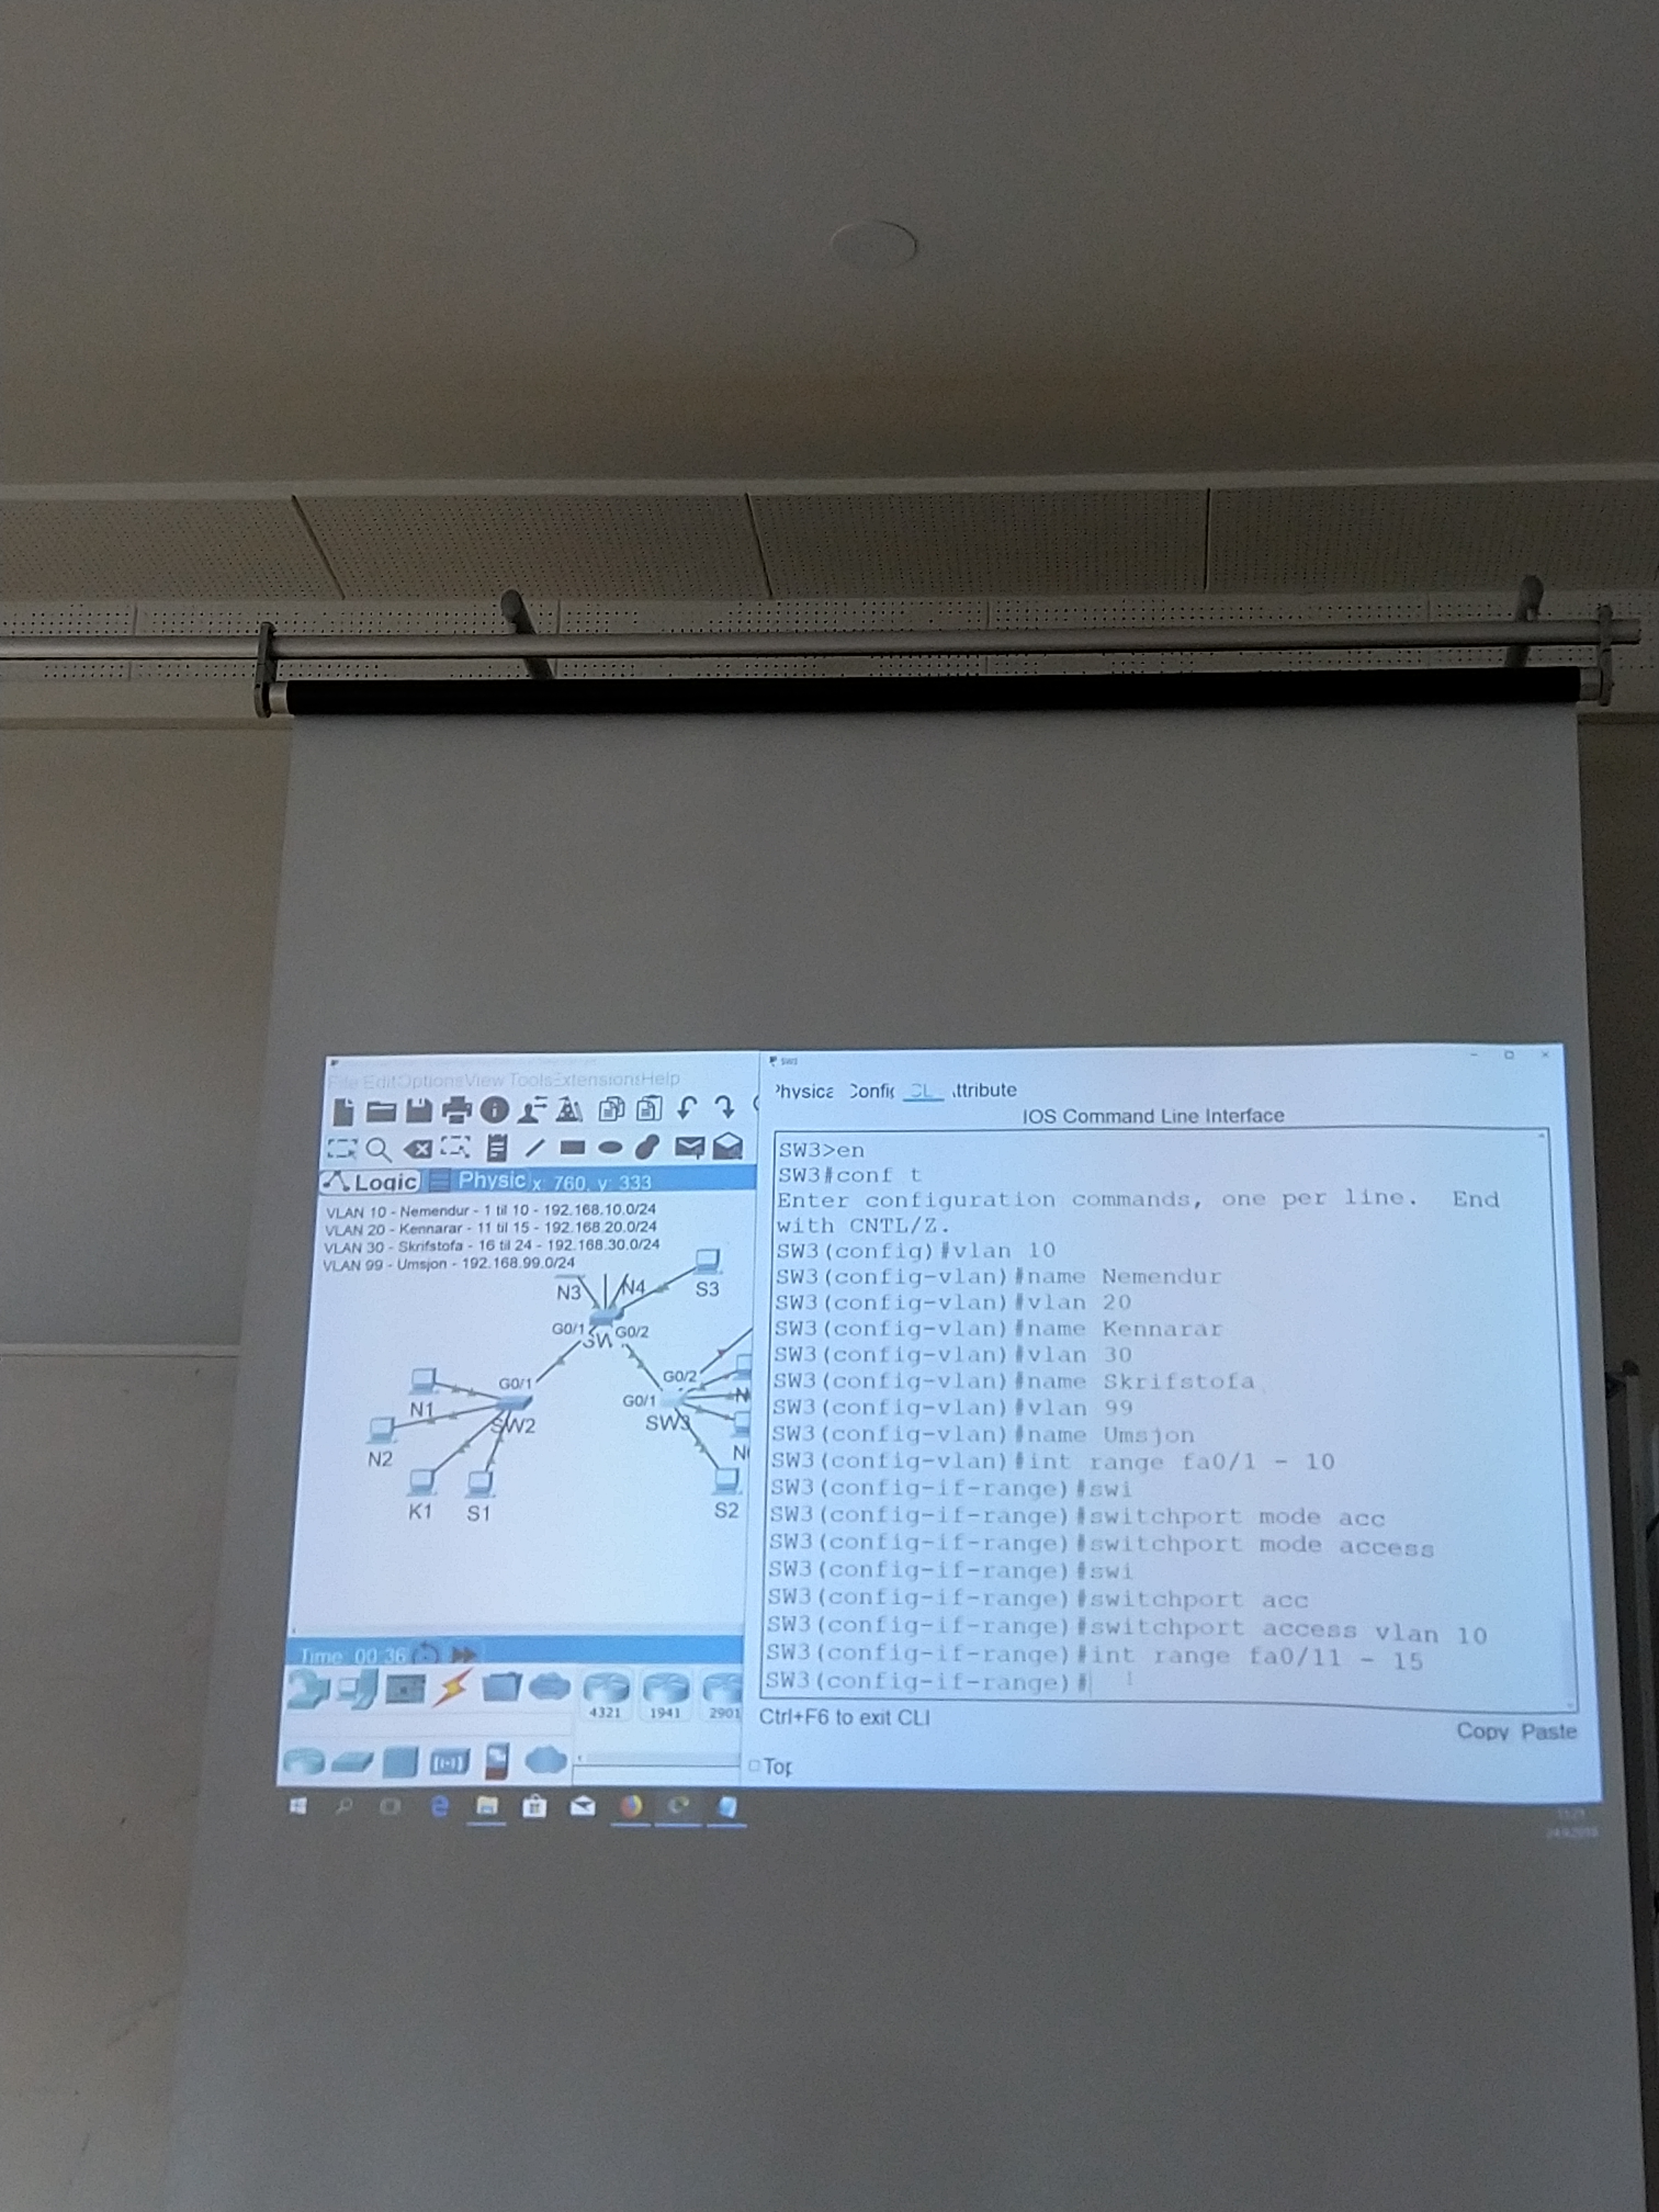 File Edit Options View Tools Extensions Help
Logic Physic x: 760, y: 333
VLAN 10 - Nemendur - 1 til 10 - 192.168.10.0/24
VLAN 20 - Kennarar - 11 til 15 - 192.168.20.0/24
VLAN 30 - Skrifstofa - 16 til 24 - 192.168.30.0/24
VLAN 99 - Umsjon - 192.168.99.0/24
N3
N4
S3
G0/1
G0/2
SW
G0/1
G0/2
G0/1
N1
SW2
SW3
N2
K1
S1
S2
Time 00:36
4321 1941 2901
SW3
Physica Config CL Attribute
IOS Command Line Interface
SW3>en
SW3#conf t
Enter configuration commands, one per line. End
with CNTL/Z.
SW3(config)#vlan 10
SW3(config-vlan)#name Nemendur
SW3(config-vlan)#vlan 20
SW3(config-vlan)#name Kennarar
SW3(config-vlan)#vlan 30
SW3(config-vlan)#name Skrifstofa
SW3(config-vlan)#vlan 99
SW3(config-vlan)#name Umsjon
SW3(config-vlan)#int range fa0/1 - 10
SW3(config-if-range)#swi
SW3(config-if-range)#switchport mode acc
SW3(config-if-range)#switchport mode access
SW3(config-if-range)#swi
SW3(config-if-range)#switchport acc
SW3(config-if-range)#switchport access vlan 10
SW3(config-if-range)#int range fa0/11 - 15
SW3(config-if-range)#
Ctrl+F6 to exit CLI
Copy Paste
Top